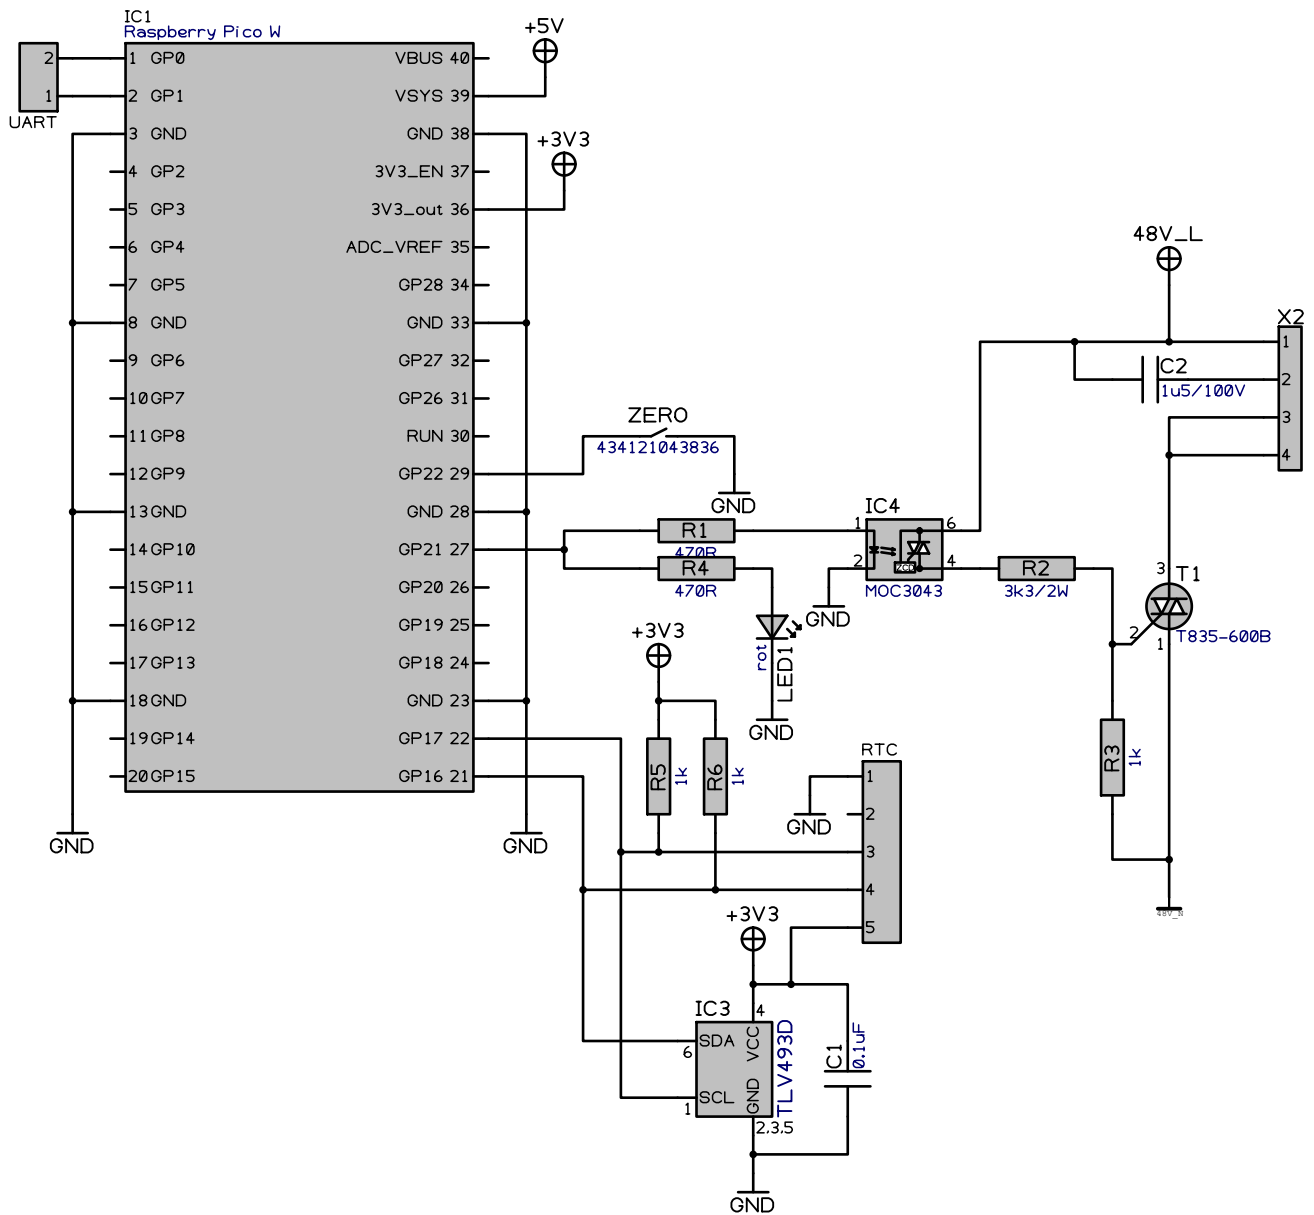 IC1
Raspberry Pico W
+5V
2
1 GP0
VBUS 40
1
2 GP1
VSYS 39
UART
3 GND
GND 38
+3V3
4 GP2
3V3_EN 37
5 GP3
3V3_out 36
6 GP4
ADC_VREF 35
48V_L
7 GP5
GP28 34
8 GND
GND 33
X2
1
9 GP6
GP27 32
C2
2
1u5/100V
10 GP7
GP26 31
ZERO
3
11 GP8
RUN 30
434121043836
4
12 GP9
GP22 29
GND
IC4
13 GND
GND 28
R1
470R
1
6
14 GP10
GP21 27
R4
470R
2
4
ZCD
MOC3043
R2
3k3/2W
3
T1
15 GP11
GP20 26
GND
16 GP12
GP19 25
+3V3
rot
LED1
2
1
T835-600B
17 GP13
GP18 24
18 GND
GND 23
GND
19 GP14
GP17 22
RTC
R5
1k
R6
1k
R3
1k
20 GP15
GP16 21
1
2
GND
GND
GND
3
4
+3V3
5
48V_N
IC3
4
SDA
6
VCC
TLV493D
C1
0.1uF
SCL
1
GND
2,3,5
GND